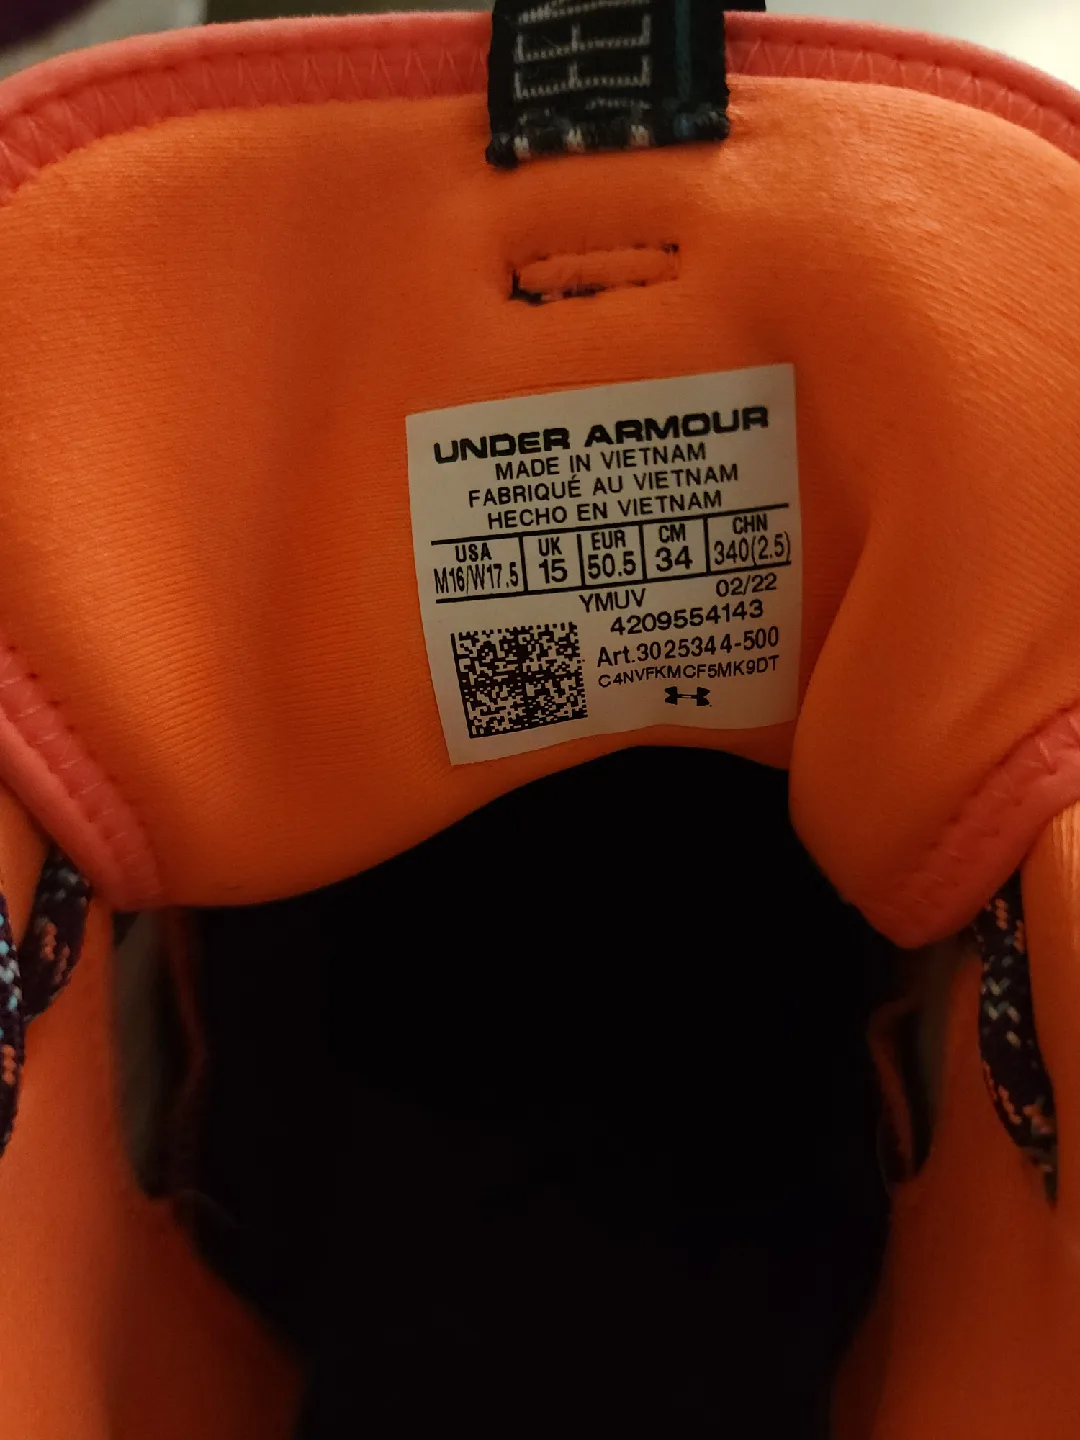 UNDER ARMOUR
MADE IN VIETNAM
FABRIQUÉ AU VIETNAM
HECHO EN VIETNAM
USA UK EUR CM CHN
M16/W17.5 15 50.5 34 340(2.5)
YMUV 02/22
4209554143
Art.3025344-500
C4NVFKMCF5MK9DT